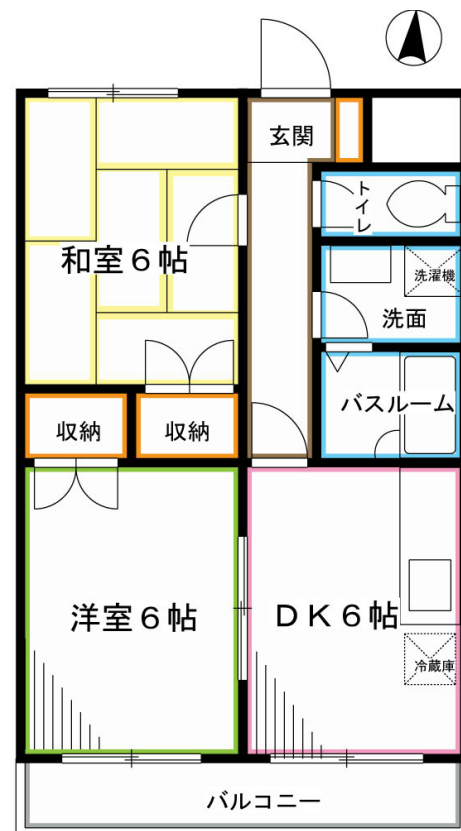 玄関
トイレ
和室６帖
洗濯機
洗面
バスルーム
収納
収納
洋室６帖
ＤＫ６帖
冷蔵庫
バルコニー